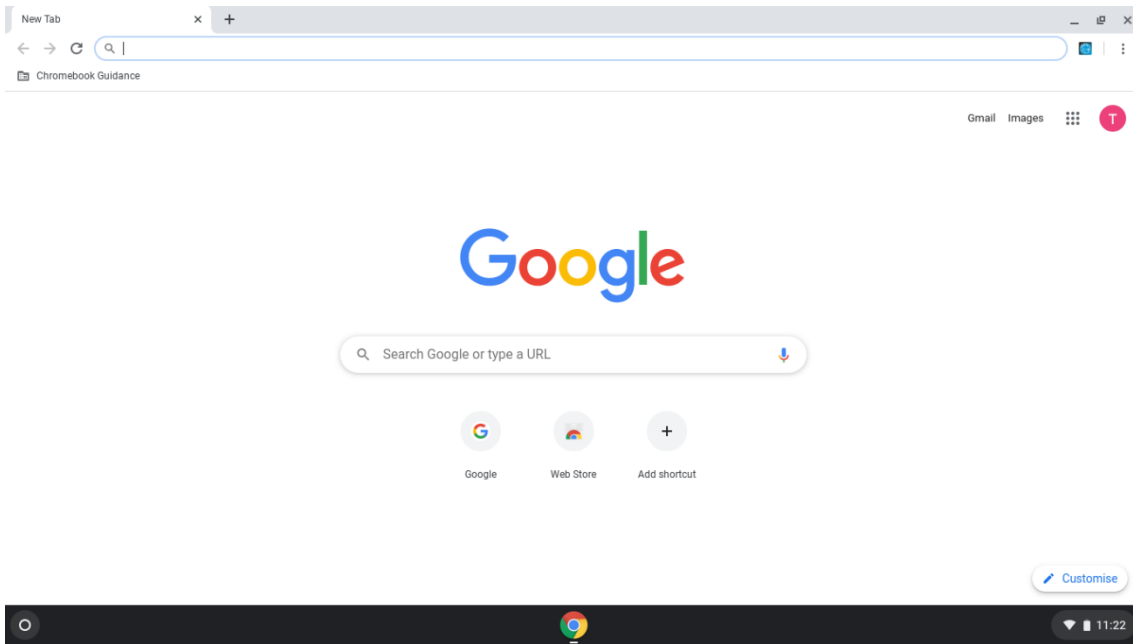 New Tab
Chromebook Guidance
Gmail Images
T
Google
Search Google or type a URL
Google Web Store Add shortcut
Customise
11:22